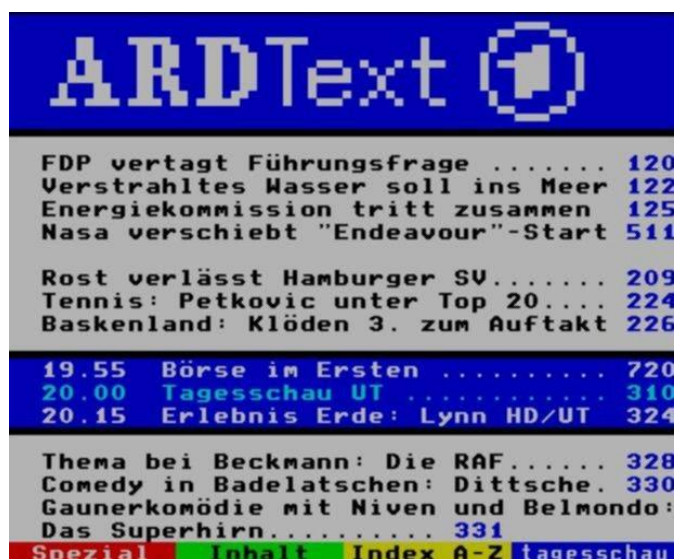 ARDText 1
FDP vertagt Führungsfrage ....... 120
Verstrahltes Wasser soll ins Meer 122
Energiekommission tritt zusammen 125
Nasa verschiebt "Endeavour"-Start 511
Rost verlässt Hamburger SV....... 209
Tennis: Petkovic unter Top 20.... 224
Baskenland: Klöden 3. zum Auftakt 226
19.55 Börse im Ersten .......... 720
20.00 Tagesschau UT ............ 310
20.15 Erlebnis Erde: Lynn HD/UT 324
Thema bei Beckmann: Die RAF...... 328
Comedy in Badelatschen: Dittsche. 330
Gaunerkomödie mit Niven und Belmondo:
Das Superhirn.......... 331
Spezial Inhalt Index A-Z tagesschau